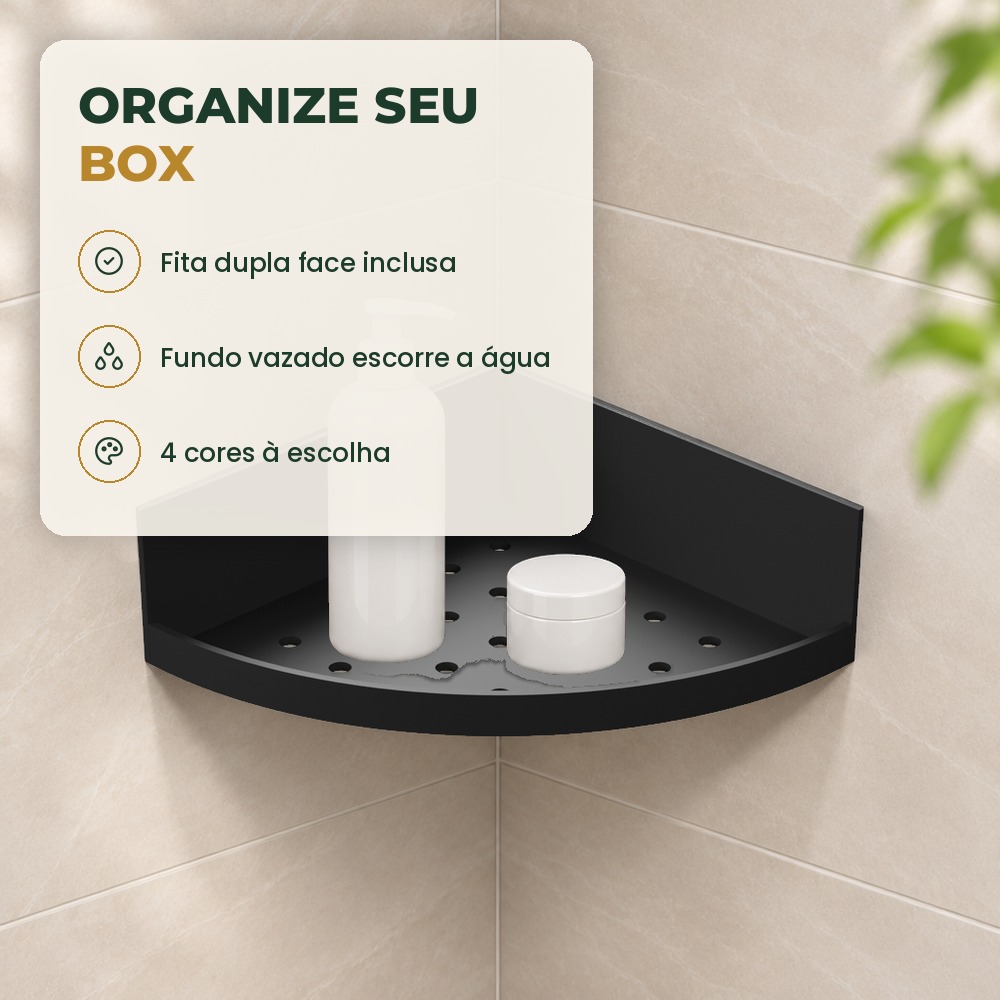 ORGANIZE SEU
BOX
Fita dupla face inclusa
Fundo vazado escorre a água
4 cores à escolha